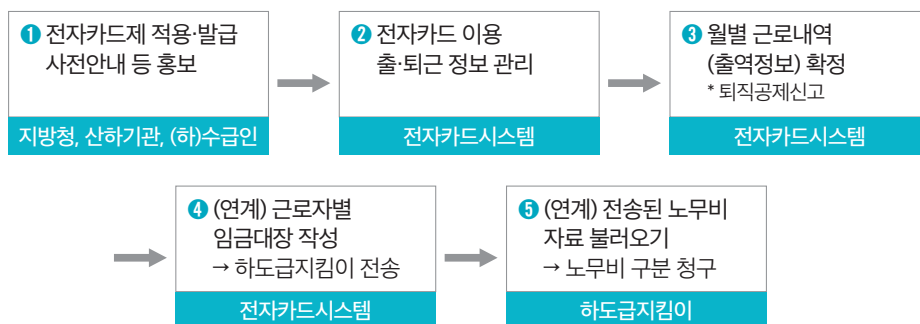 ❶ 전자카드제 적용·발급
사전안내 등 홍보
지방청, 산하기관, (하)수급인
❷ 전자카드 이용
출·퇴근 정보 관리
전자카드시스템
❸ 월별 근로내역
(출역정보) 확정
* 퇴직공제신고
전자카드시스템
❹ (연계) 근로자별
임금대장 작성
→ 하도급지킴이 전송
전자카드시스템
❺ (연계) 전송된 노무비
자료 불러오기
→ 노무비 구분 청구
하도급지킴이